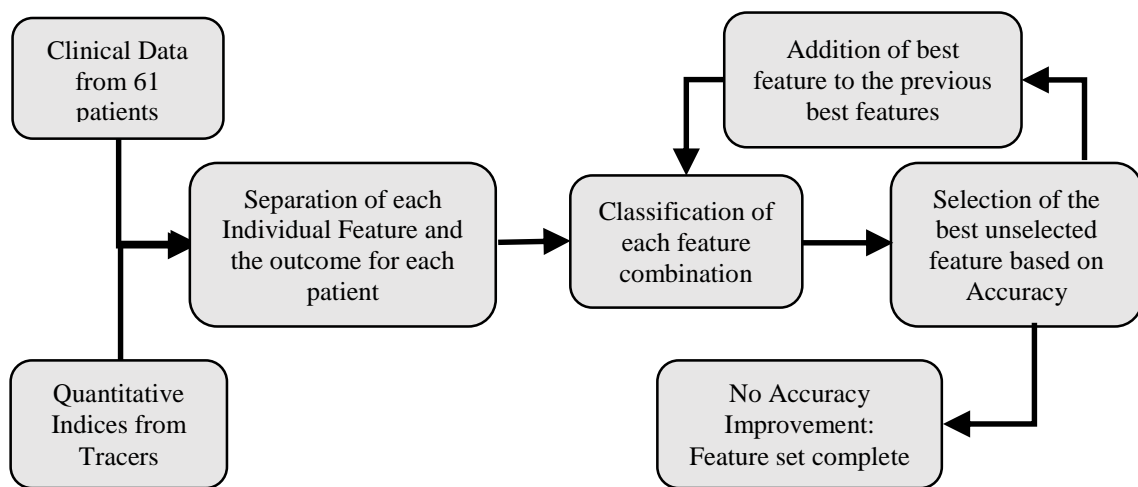 Clinical Data
from 61
patients
Quantitative
Indices from
Tracers
Separation of each
Individual Feature and
the outcome for each
patient
Classification of
each feature
combination
Addition of best
feature to the previous
best features
Selection of the
best unselected
feature based on
Accuracy
No Accuracy
Improvement:
Feature set complete